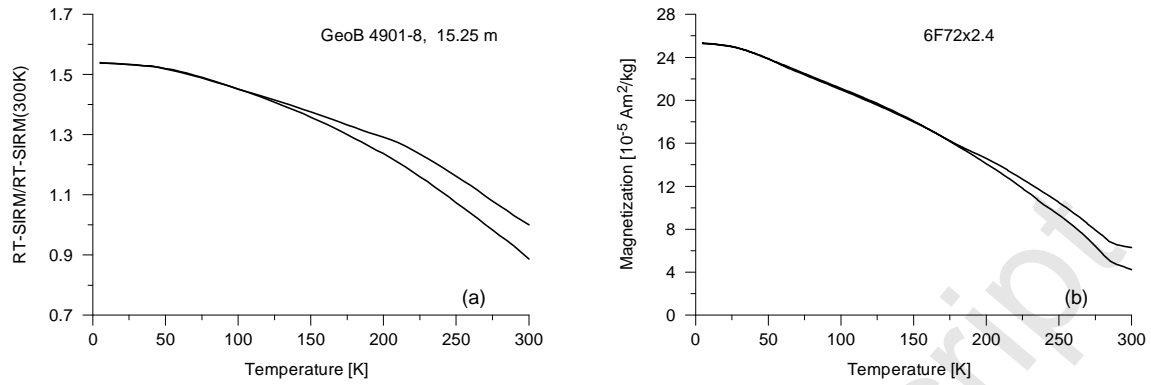 1.7
1.5
1.3
1.1
0.9
0.7
RT-SIRM/RT-SIRM(300K)
GeoB 4901-8, 15.25 m
(a)
0 50 100 150 200 250 300
Temperature [K]
28
24
20
16
12
8
4
0
Magnetization [10⁻⁵ Am²/kg]
6F72x2.4
(b)
0 50 100 150 200 250 300
Temperature [K]
cript